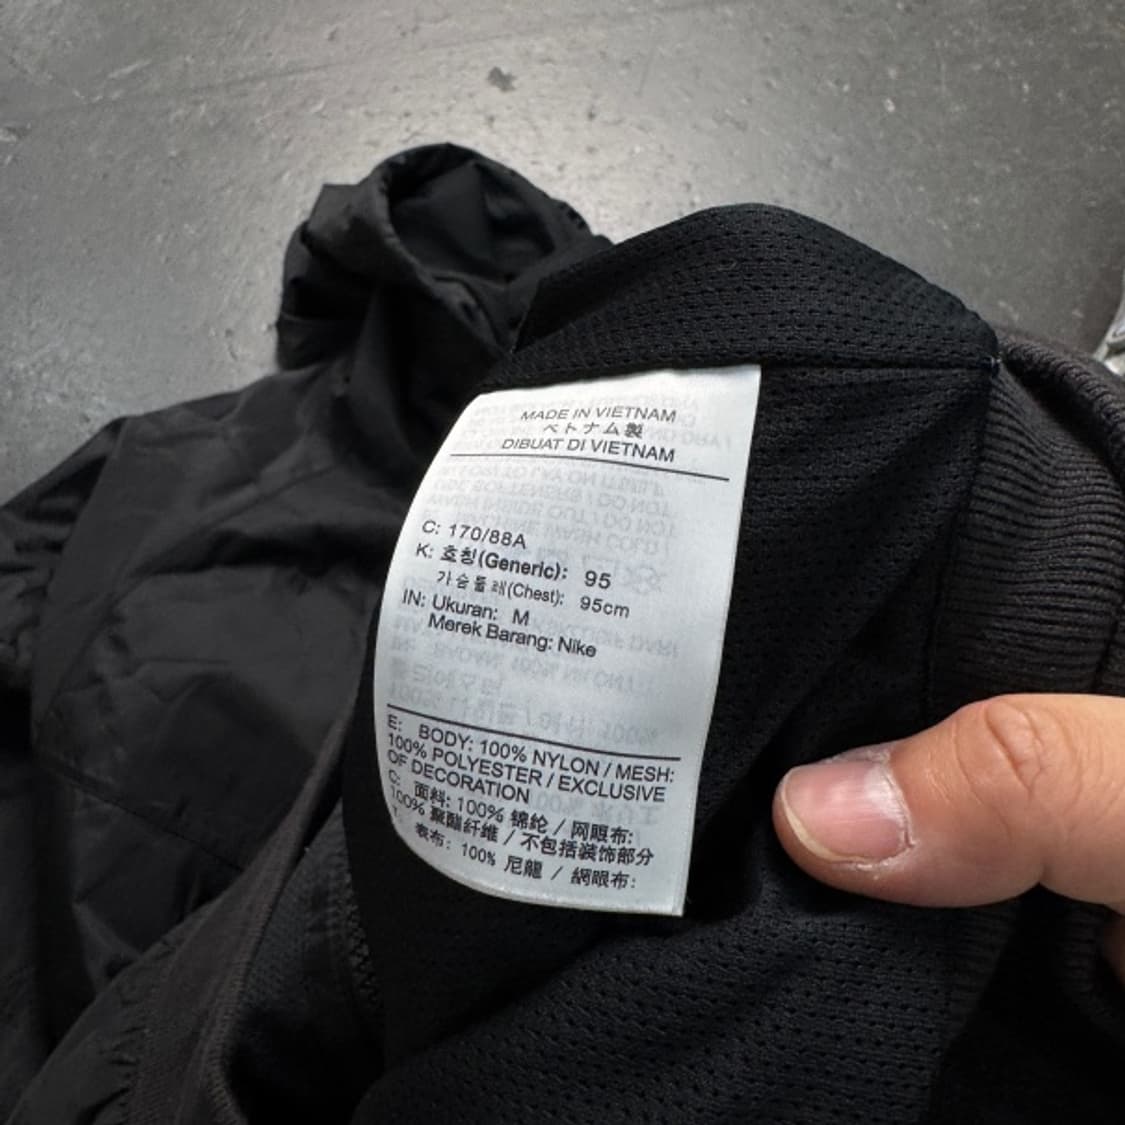 MADE IN VIETNAM
ベトナム製
DIBUAT DI VIETNAM
C: 170/88A
K: 호칭(Generic): 95
가슴둘레(Chest): 95cm
IN: Ukuran: M
Merek Barang: Nike
E: BODY: 100% NYLON / MESH:
100% POLYESTER / EXCLUSIVE
OF DECORATION
C: 面料: 100% 锦纶 / 网眼布:
100% 聚酯纤维 / 不包括装饰部分
表布: 100% 尼龍 / 網眼布: